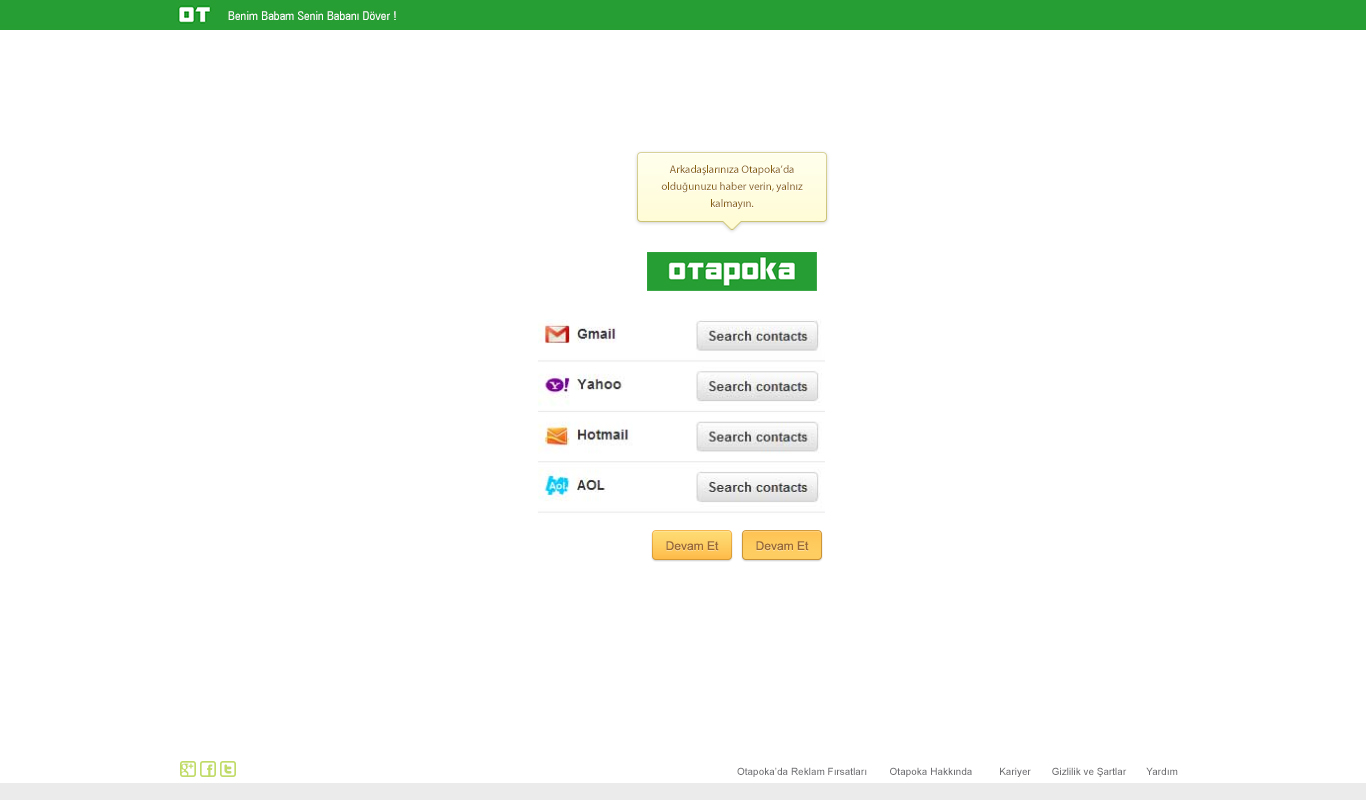 OT Benim Babam Senin Babanı Döver !
Arkadaşlarınıza Otapoka'da
olduğunuzu haber verin, yalnız
kalmayın.
OTAPOKA
Gmail Search contacts
Yahoo Search contacts
Hotmail Search contacts
AOL Search contacts
Devam Et Devam Et
Otapoka'da Reklam Fırsatları Otapoka Hakkında Kariyer Gizlilik ve Şartlar Yardım